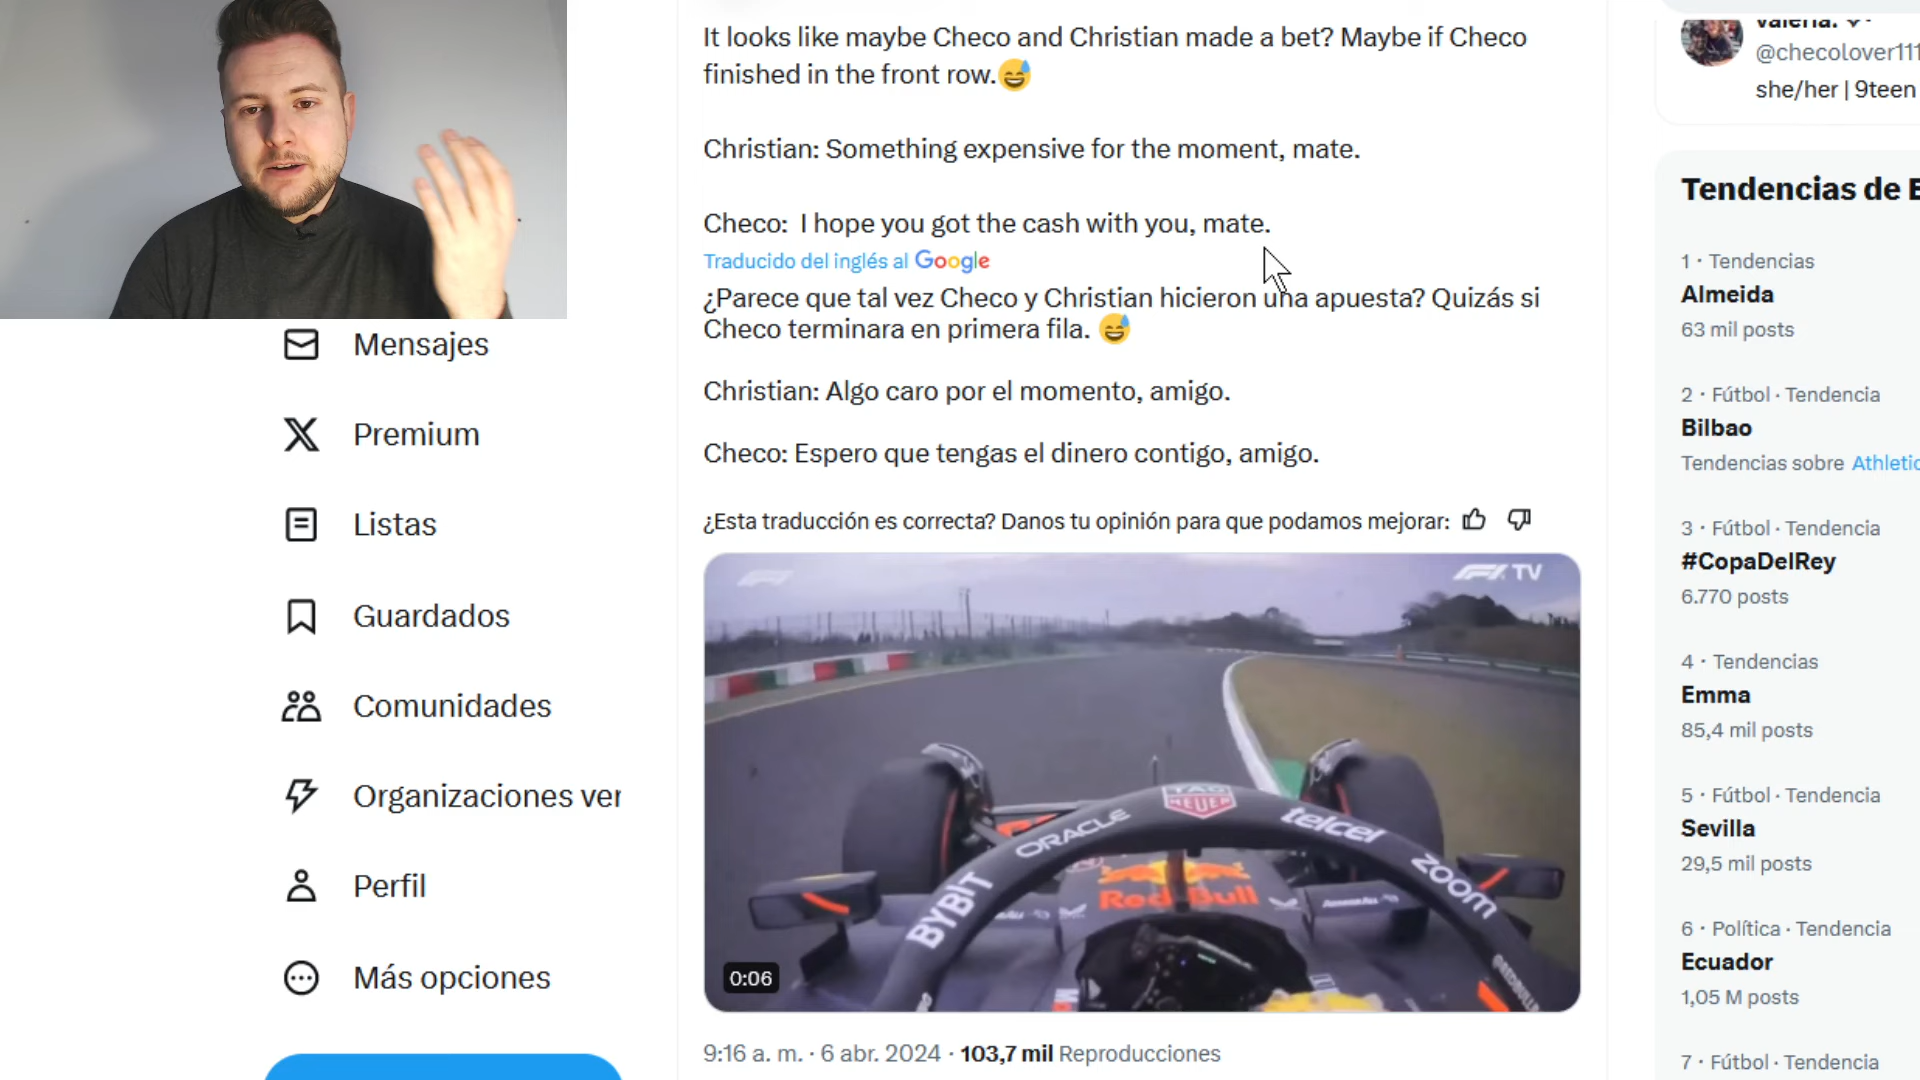 It looks like maybe Checo and Christian made a bet? Maybe if Checo
finished in the front row.😅
Christian: Something expensive for the moment, mate.
Checo:  I hope you got the cash with you, mate.
Traducido del inglés al Google
¿Parece que tal vez Checo y Christian hicieron una apuesta? Quizás si
Checo terminara en primera fila. 😅
Christian: Algo caro por el momento, amigo.
Checo: Espero que tengas el dinero contigo, amigo.
¿Esta traducción es correcta? Danos tu opinión para que podamos mejorar:
F1
F1 TV
ORACLE
TAG
HEUER
telcel
BYBIT
Red Bull
zoom
0:06
9:16 a. m. · 6 abr. 2024 · 103,7 mil Reproducciones
Mensajes
Premium
Listas
Guardados
Comunidades
Organizaciones ver
Perfil
Más opciones
valeria.
@checolover111
she/her | 9teen
Tendencias de E
1 · Tendencias
Almeida
63 mil posts
2 · Fútbol · Tendencia
Bilbao
Tendencias sobre Athletic
3 · Fútbol · Tendencia
#CopaDelRey
6.770 posts
4 · Tendencias
Emma
85,4 mil posts
5 · Fútbol · Tendencia
Sevilla
29,5 mil posts
6 · Política · Tendencia
Ecuador
1,05 M posts
7 · Fútbol · Tendencia